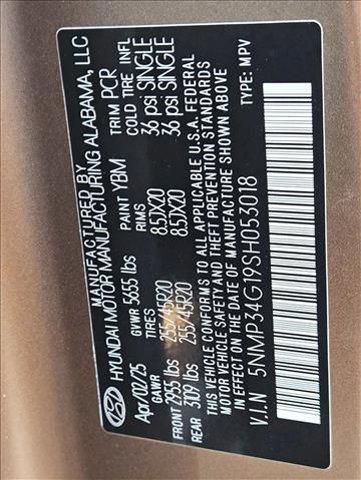 MANUFACTURED BY
HYUNDAI MOTOR MANUFACTURING ALABAMA, LLC
Apr/02/25 GVWR 5655 lbs PAINT YBM TRIM PCR
GAWR TIRES RIMS COLD TIRE INFL
FRONT 2935 lbs 255/45R20 8.5JX20 36 psi SINGLE
REAR 3109 lbs 255/45R20 8.5JX20 36 psi SINGLE
THIS VEHICLE CONFORMS TO ALL APPLICABLE U.S.A. FEDERAL
MOTOR VEHICLE SAFETY AND THEFT PREVENTION
STANDARDS IN EFFECT ON THE DATE OF MANUFACTURE SHOWN ABOVE.
V.I.N 5NMP34G19SH053018 TYPE: MPV